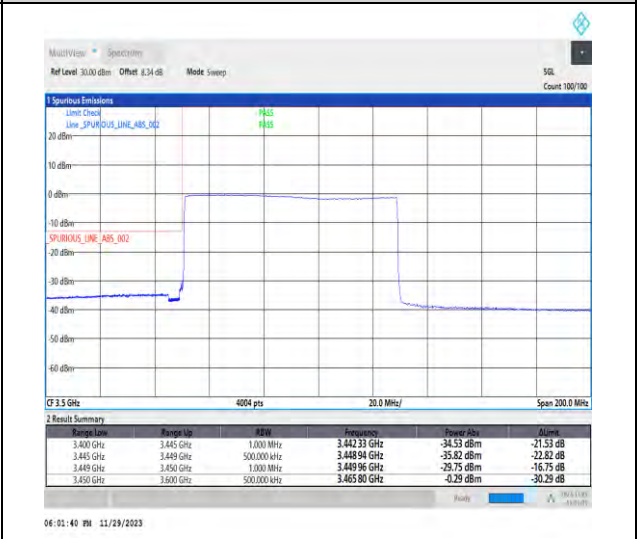 MultiView Spectrum
Ref Level 30.00 dBm Offset 8.34 dB Mode Sweep SGL
Count 100/100
1 Spurious Emissions
Limit Check PASS
Line _SPURIOUS_LINE_ABS_002 PASS
20 dBm
10 dBm
0 dBm
-10 dBm
_SPURIOUS_LINE_ABS_002
-20 dBm
-30 dBm
-40 dBm
-50 dBm
-60 dBm
CF 3.5 GHz 4004 pts 20.0 MHz/ Span 200.0 MHz
2 Result Summary
Range Low Range Up RBW Frequency Power Abs ΔLimit
3.400 GHz 3.445 GHz 1.000 MHz 3.442 33 GHz -34.53 dBm -21.53 dB
3.445 GHz 3.449 GHz 500.000 kHz 3.448 94 GHz -35.82 dBm -22.82 dB
3.449 GHz 3.450 GHz 1.000 MHz 3.449 96 GHz -29.75 dBm -16.75 dB
3.450 GHz 3.600 GHz 500.000 kHz 3.465 80 GHz -0.29 dBm -30.29 dB
Ready
06:01:40 PM 11/29/2023